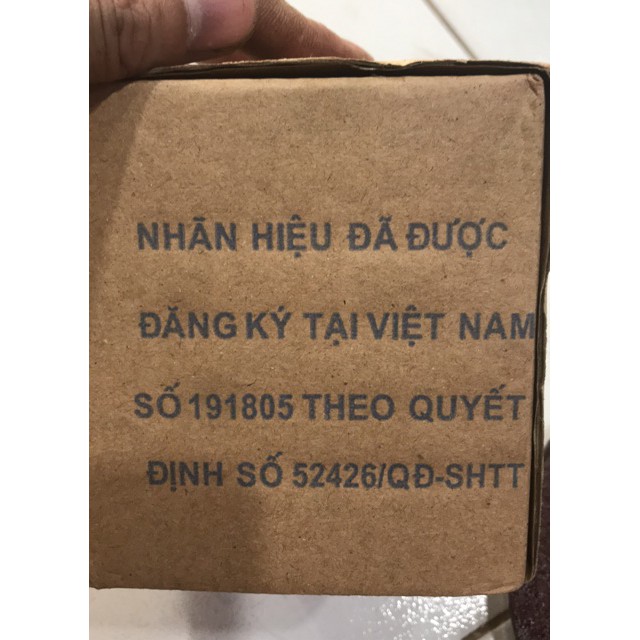 NHÃN HIỆU ĐÃ ĐƯỢC
ĐĂNG KÝ TẠI VIỆT NAM
SỐ 191805 THEO QUYẾT
ĐỊNH SỐ 52426/QĐ-SHTT